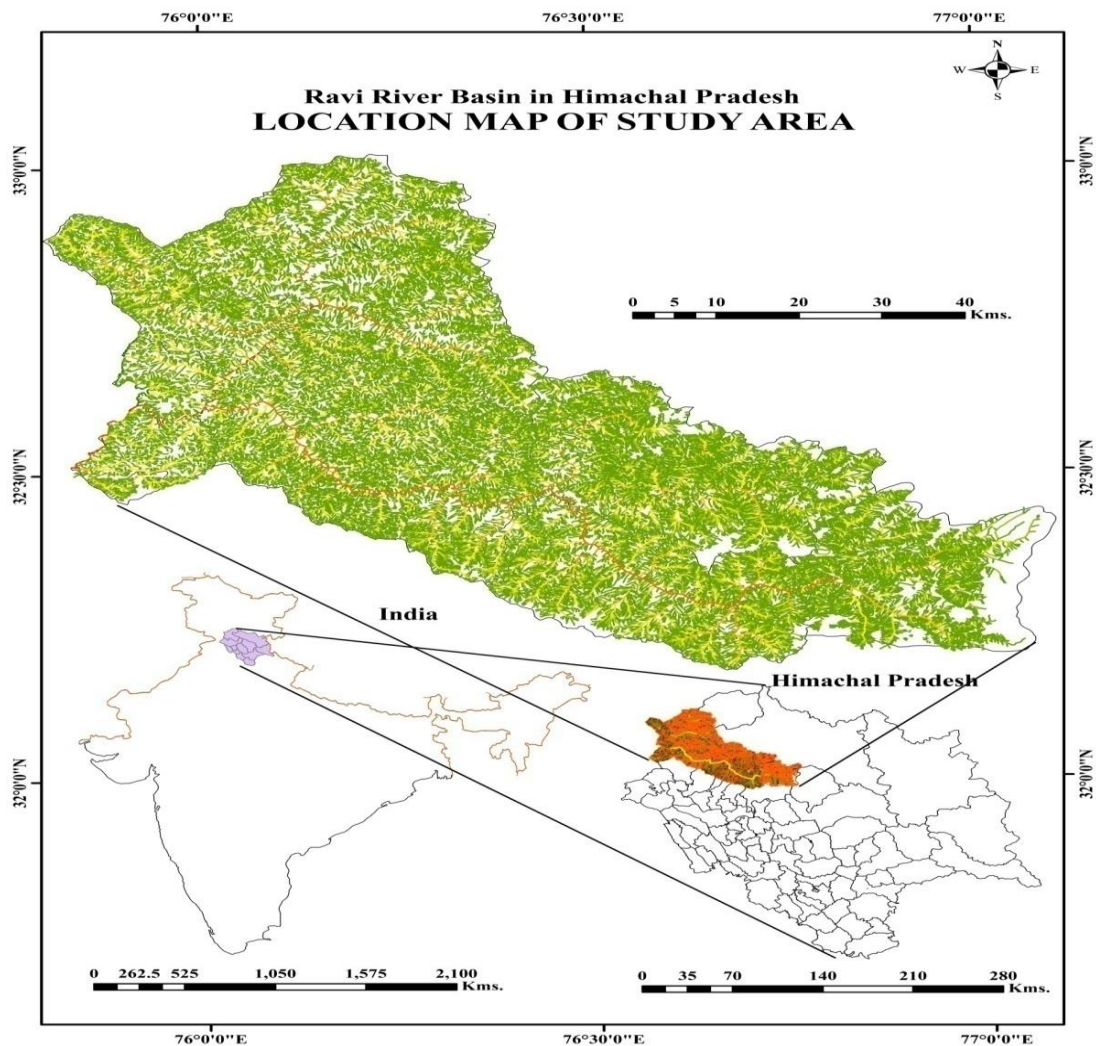 76°0'0"E 76°30'0"E 77°0'0"E
N
W E
S
Ravi River Basin in Himachal Pradesh
LOCATION MAP OF STUDY AREA
33°0'0"N 33°0'0"N
0 5 10 20 30 40
Kms.
32°30'0"N 32°30'0"N
India
Himachal Pradesh
32°0'0"N 32°0'0"N
0 262.5 525 1,050 1,575 2,100
Kms.
0 35 70 140 210 280
Kms.
76°0'0"E 76°30'0"E 77°0'0"E